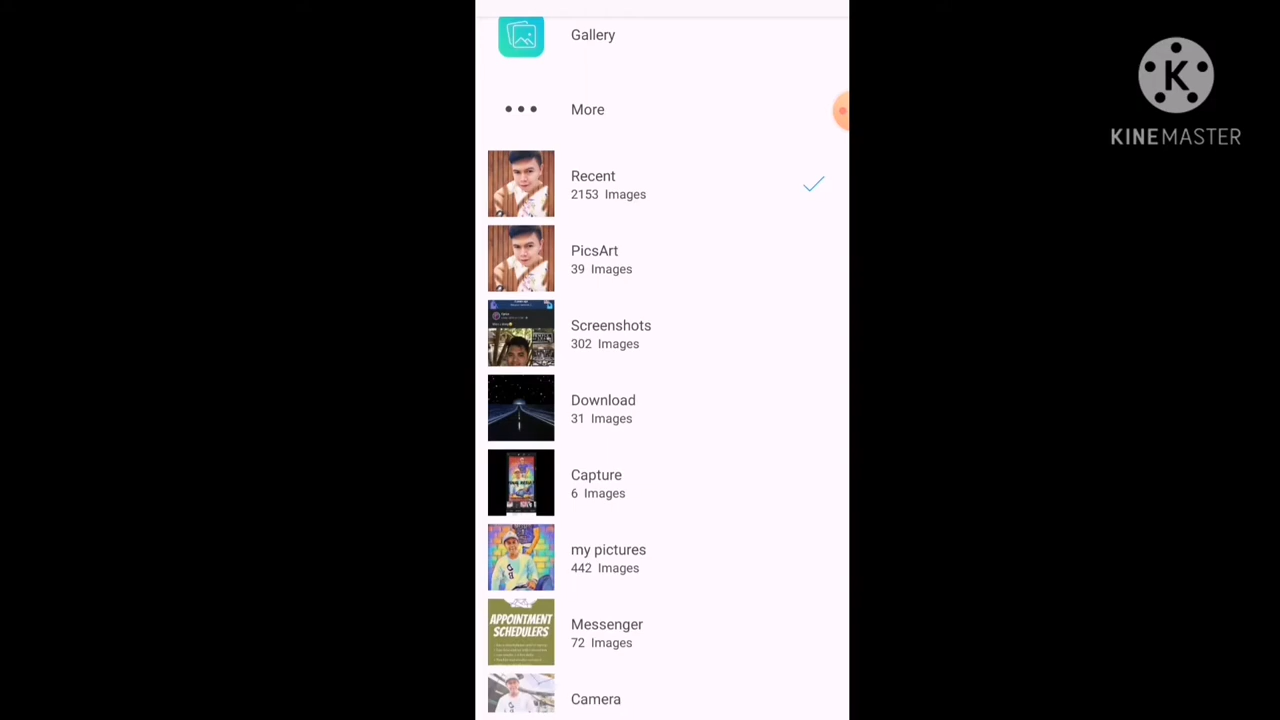 Gallery
More
KINEMASTER
Recent
2153 Images
PicsArt
39 Images
Screenshots
302 Images
Download
31 Images
Capture
6 Images
my pictures
442 Images
Messenger
72 Images
APPOINTMENT
SCHEDULERS
Camera